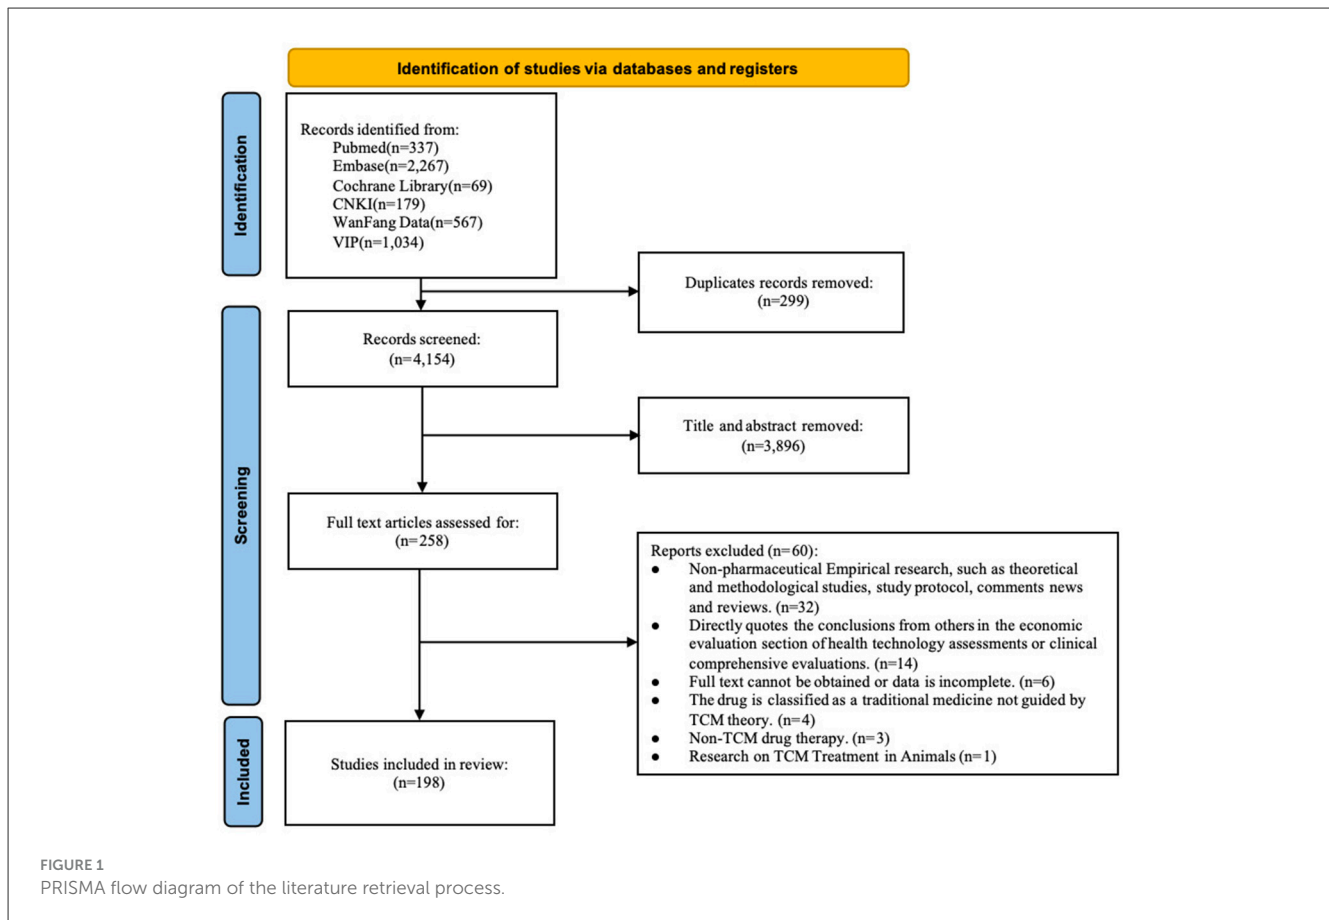 Identification of studies via databases and registers
Identification
Records identified from:
Pubmed(n=337)
Embase(n=2,267)
Cochrane Library(n=69)
CNKI(n=179)
WanFang Data(n=567)
VIP(n=1,034)
Duplicates records removed:
(n=299)
Screening
Records screened:
(n=4,154)
Title and abstract removed:
(n=3,896)
Full text articles assessed for:
(n=258)
Reports excluded (n=60):
● Non-pharmaceutical Empirical research, such as theoretical
and methodological studies, study protocol, comments news
and reviews. (n=32)
● Directly quotes the conclusions from others in the economic
evaluation section of health technology assessments or clinical
comprehensive evaluations. (n=14)
● Full text cannot be obtained or data is incomplete. (n=6)
● The drug is classified as a traditional medicine not guided by
TCM theory. (n=4)
● Non-TCM drug therapy. (n=3)
● Research on TCM Treatment in Animals (n=1)
Included
Studies included in review:
(n=198)
FIGURE 1
PRISMA flow diagram of the literature retrieval process.